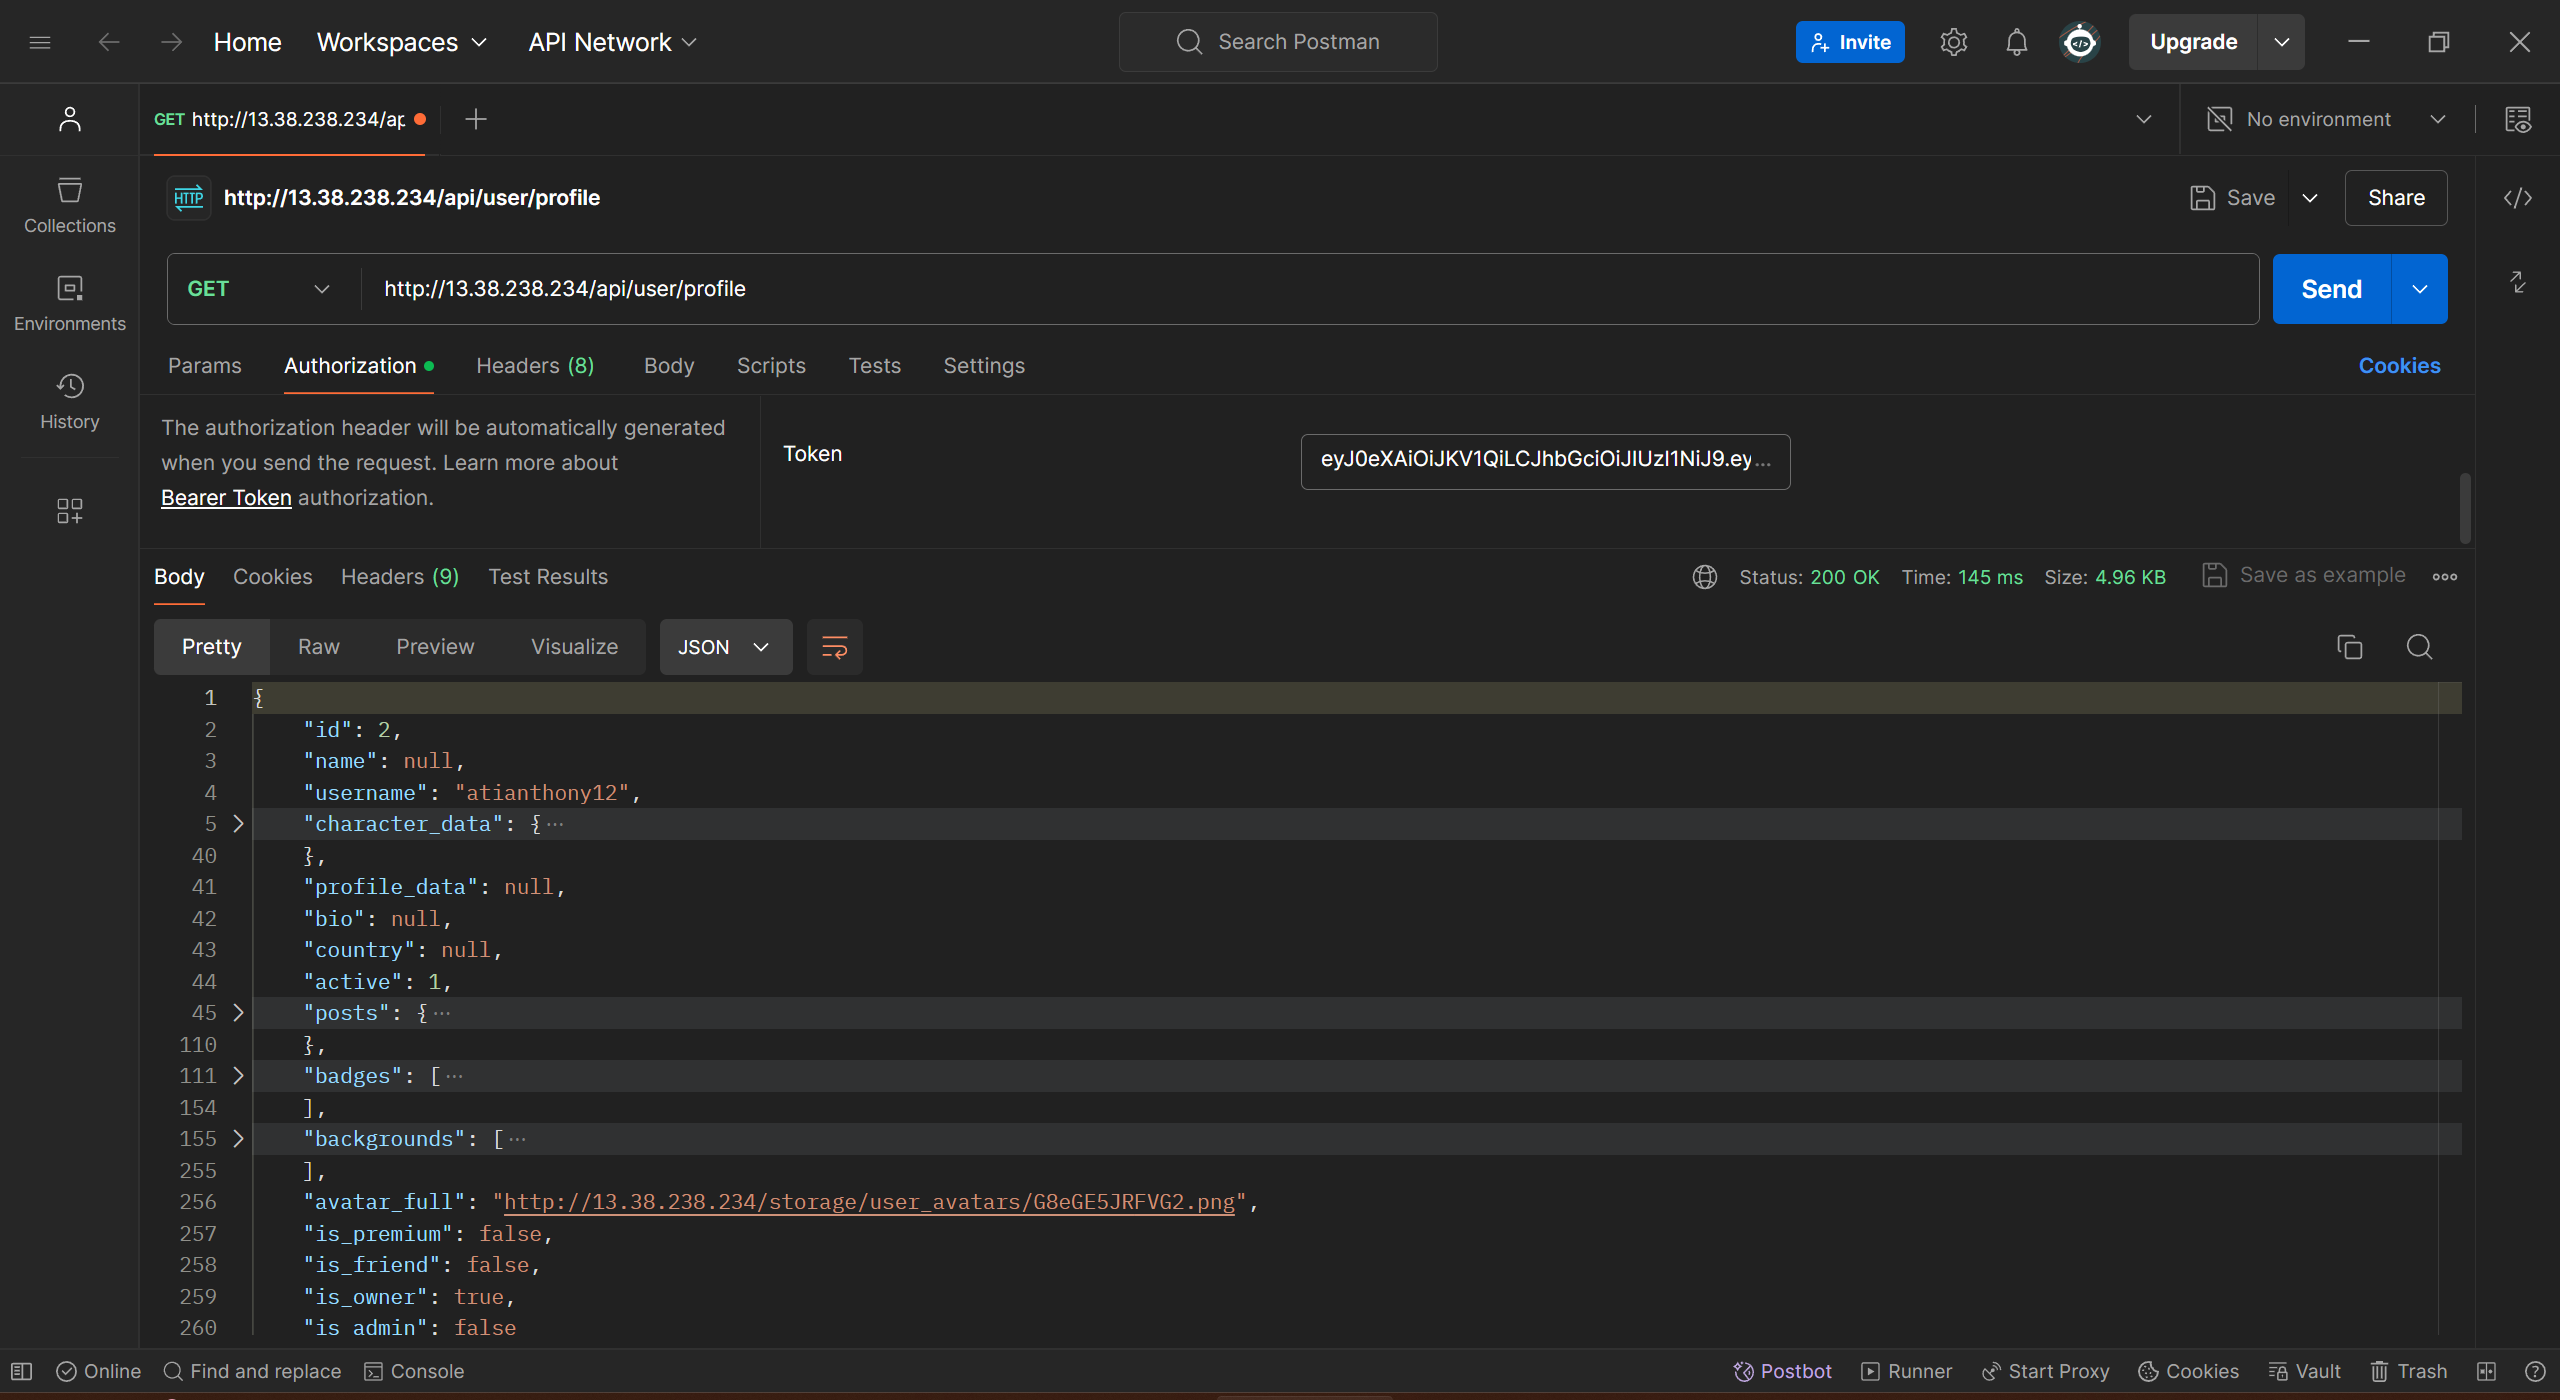 Home
Workspaces
API Network
Search Postman
Invite
Upgrade
GET http://13.38.238.234/ap
No environment
Collections
Environments
History
HTTP
http://13.38.238.234/api/user/profile
Save
Share
GET
http://13.38.238.234/api/user/profile
Send
Params
Authorization
Headers (8)
Body
Scripts
Tests
Settings
Cookies
The authorization header will be automatically generated
when you send the request. Learn more about
Bearer Token authorization.
Token
eyJ0eXAiOiJKV1QiLCJhbGciOiJIUzI1NiJ9.ey...
Body
Cookies
Headers (9)
Test Results
Status: 200 OK
Time: 145 ms
Size: 4.96 KB
Save as example
Pretty
Raw
Preview
Visualize
JSON
1 {
2 "id": 2,
3 "name": null,
4 "username": "atianthony12",
5 "character_data": {···
40 },
41 "profile_data": null,
42 "bio": null,
43 "country": null,
44 "active": 1,
45 "posts": {···
110 },
111 "badges": [···
154 ],
155 "backgrounds": [···
255 ],
256 "avatar_full": "http://13.38.238.234/storage/user_avatars/G8eGE5JRFVG2.png",
257 "is_premium": false,
258 "is_friend": false,
259 "is_owner": true,
260 "is_admin": false
Online
Find and replace
Console
Postbot
Runner
Start Proxy
Cookies
Vault
Trash